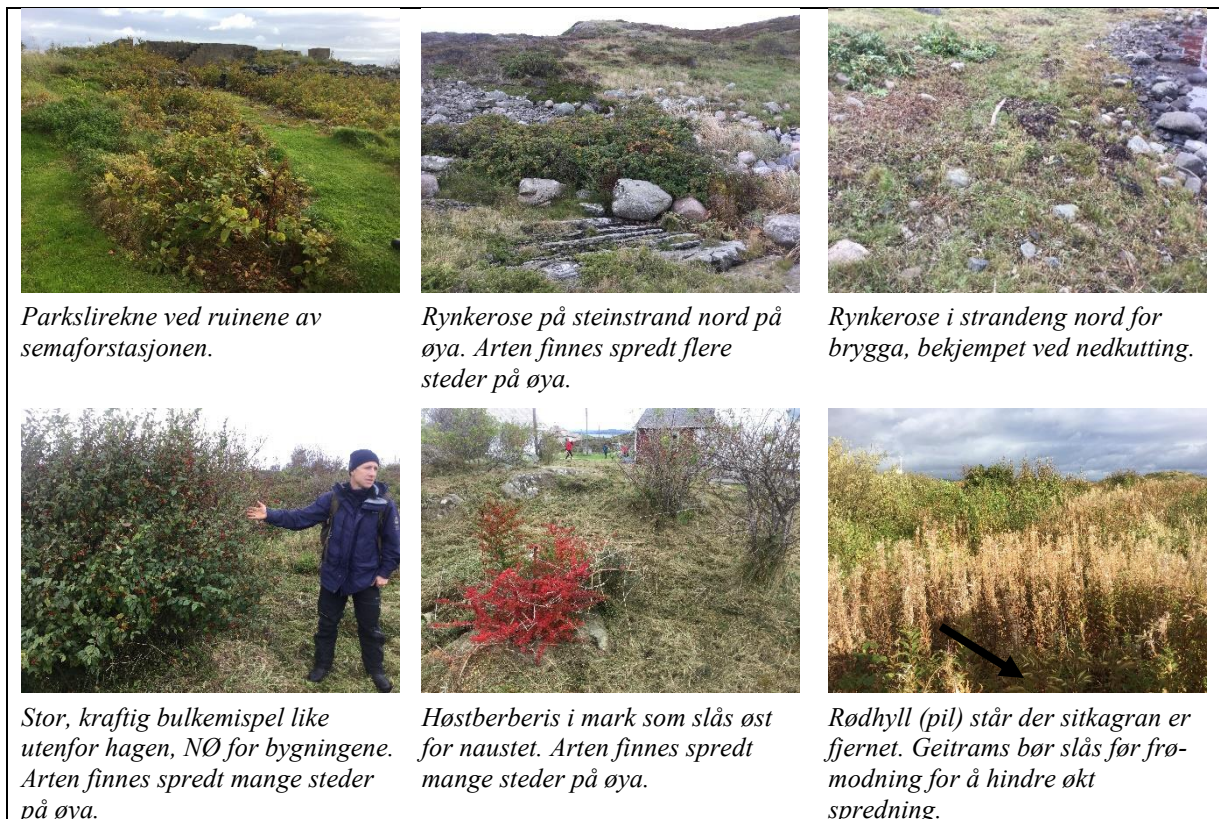 Parkslirekne ved ruinene av
semaforstasjonen.
Rynkerose på steinstrand nord på
øya. Arten finnes spredt flere
steder på øya.
Rynkerose i strandeng nord for
brygga, bekjempet ved nedkutting.
Stor, kraftig bulkemispel like
utenfor hagen, NØ for bygningene.
Arten finnes spredt mange steder
på øya.
Høstberberis i mark som slås øst
for naustet. Arten finnes spredt
mange steder på øya.
Rødhyll (pil) står der sitkagran er
fjernet. Geitrams bør slås før frø-
modning for å hindre økt
spredning.